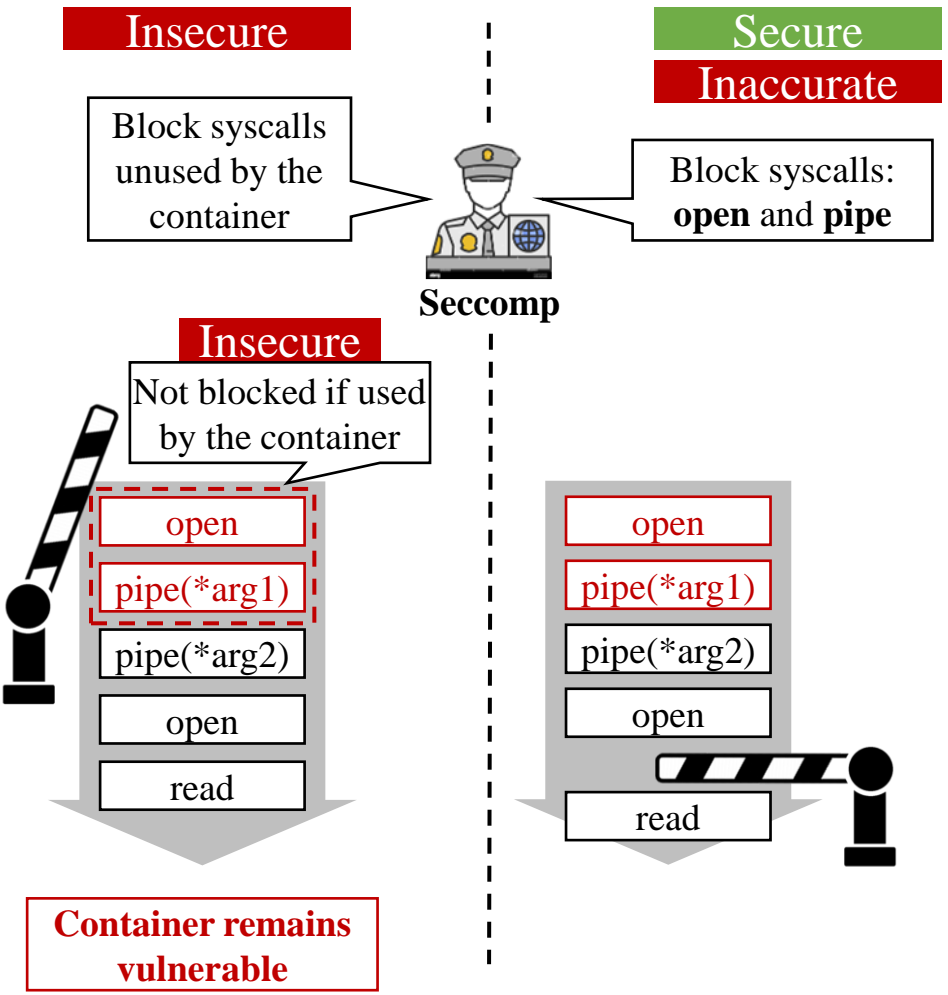 Insecure
Block syscalls
unused by the
container
Secure
Inaccurate
Block syscalls:
open and pipe
Seccomp
Insecure
Not blocked if used
by the container
open
pipe(*arg1)
pipe(*arg2)
open
read
Container remains
vulnerable
open
pipe(*arg1)
pipe(*arg2)
open
read